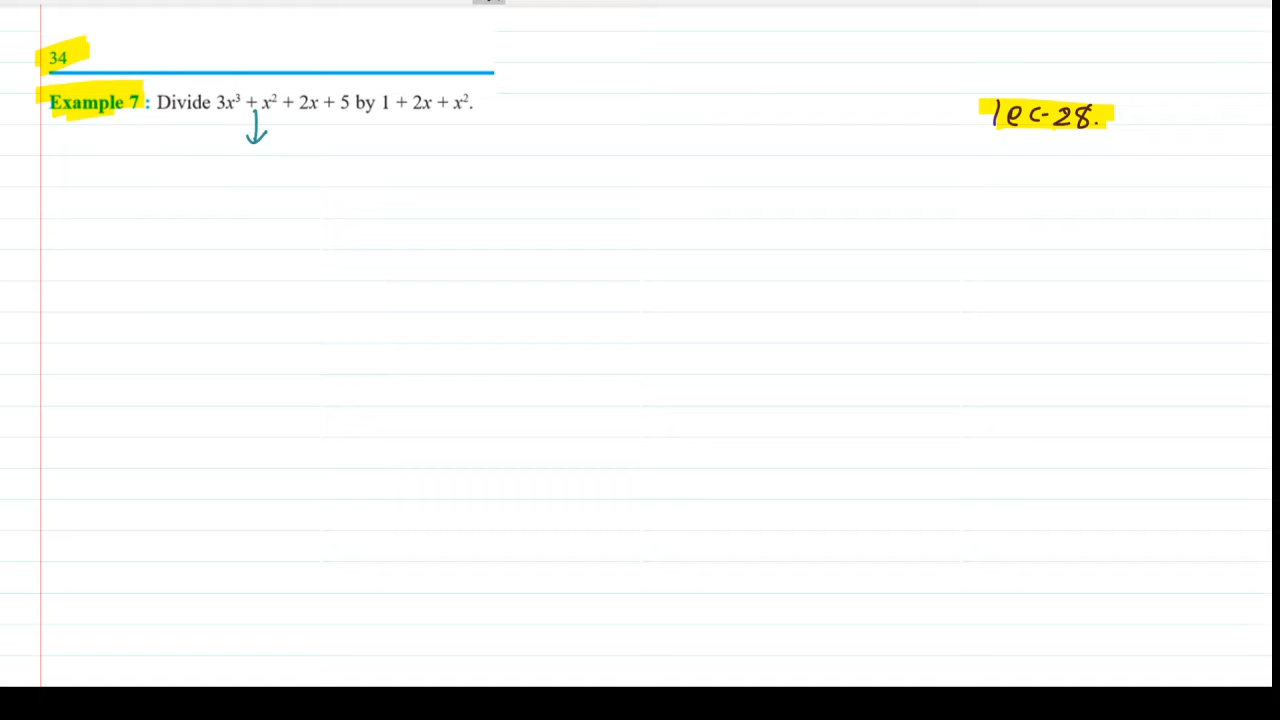 34
Example 7 : Divide 3x³ + x² + 2x + 5 by 1 + 2x + x².
lec-28.